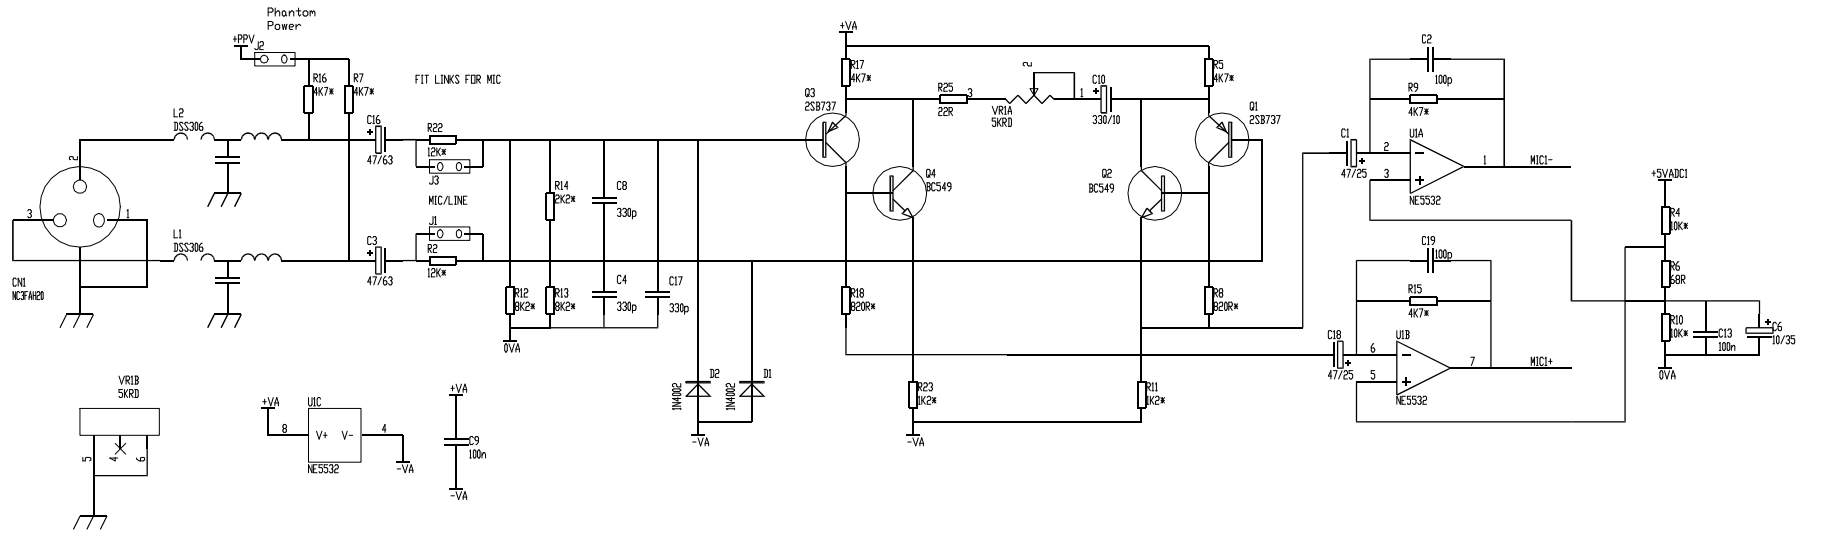 Phantom
Power
+PPV
J2
R16
4K7*
R7
4K7*
FIT LINKS FOR MIC
L2
DSS306
C16
+
47/63
R22
12K*
J3
MIC/LINE
J1
R2
12K*
C3
+
47/63
L1
DSS306
2
3
1
CN1
NC3FAH20
R14
2K2*
C8
330p
R12
8K2*
R13
8K2*
C4
330p
C17
330p
0VA
D2
1N4002
D1
1N4002
-VA
+VA
R17
4K7*
Q3
2SB737
R25
22R
3
2
VR1A
5KRD
1
C10
+
330/10
R5
4K7*
Q1
2SB737
Q4
BC549
Q2
BC549
R18
820R*
R8
820R*
R23
1K2*
R11
1K2*
-VA
C2
100p
R9
4K7*
C1
+
47/25
U1A
2
-
3
+
1
NE5532
MIC1-
C19
100p
R15
4K7*
C18
+
47/25
U1B
6
-
5
+
7
NE5532
MIC1+
+5VADC1
R4
10K*
R6
68R
R10
10K*
C13
100n
C6
+
10/35
0VA
VR1B
5KRD
5
4
6
+VA
8
U1C
V+ V-
4
NE5532
-VA
+VA
C9
100n
-VA